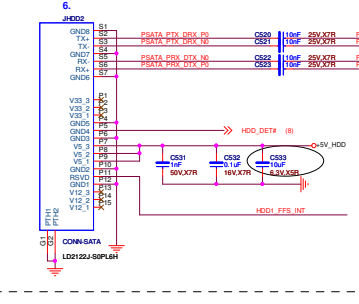 6.
JHDD2
GND8 S1
TX+ S2 PSATA_PTX_DRX_P0 C520 10nF 25V,X7R
TX- S3 PSATA_PTX_DRX_N0 C521 10nF 25V,X7R
GND7 S4
RX- S5 PSATA_PRX_DTX_N0 C522 10nF 25V,X7R
RX+ S6 PSATA_PRX_DTX_P0 C523 10nF 25V,X7R
GND6 S7
V33_3 P1
V33_2 P2
V33_1 P3
GND5 P4
GND4 P5 HDD_DET# (8)
GND3 P6
V5_3 P7 +5V_HDD
V5_2 P8
V5_1 P9
GND2 P10
RSVD P11
GND1 P12
V12_3 P13
V12_2 P14
V12_1 P15
C531 1nF 50V,X7R
C532 0.1uF 16V,X7R
C533 10uF 6.3V,X5R
HDD1_FFS_INT
PTH1 PTH2
G1 G2
CONN-SATA
LD2122J-S0PL6H